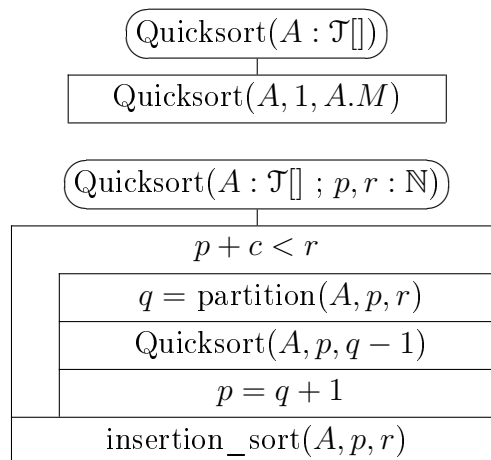 Quicksort(A : 𝒯[])
Quicksort(A, 1, A.M)
Quicksort(A : 𝒯[] ; p, r : ℕ)
p + c < r
q = partition(A, p, r)
Quicksort(A, p, q − 1)
p = q + 1
insertion_sort(A, p, r)